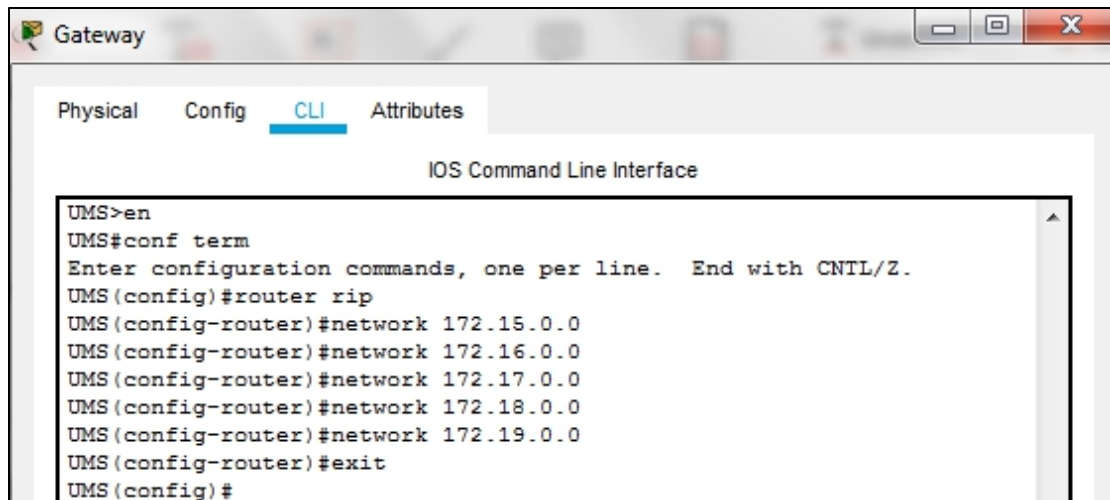 Gateway
Physical Config CLI Attributes
IOS Command Line Interface
UMS>en
UMS#conf term
Enter configuration commands, one per line.  End with CNTL/Z.
UMS(config)#router rip
UMS(config-router)#network 172.15.0.0
UMS(config-router)#network 172.16.0.0
UMS(config-router)#network 172.17.0.0
UMS(config-router)#network 172.18.0.0
UMS(config-router)#network 172.19.0.0
UMS(config-router)#exit
UMS(config)#